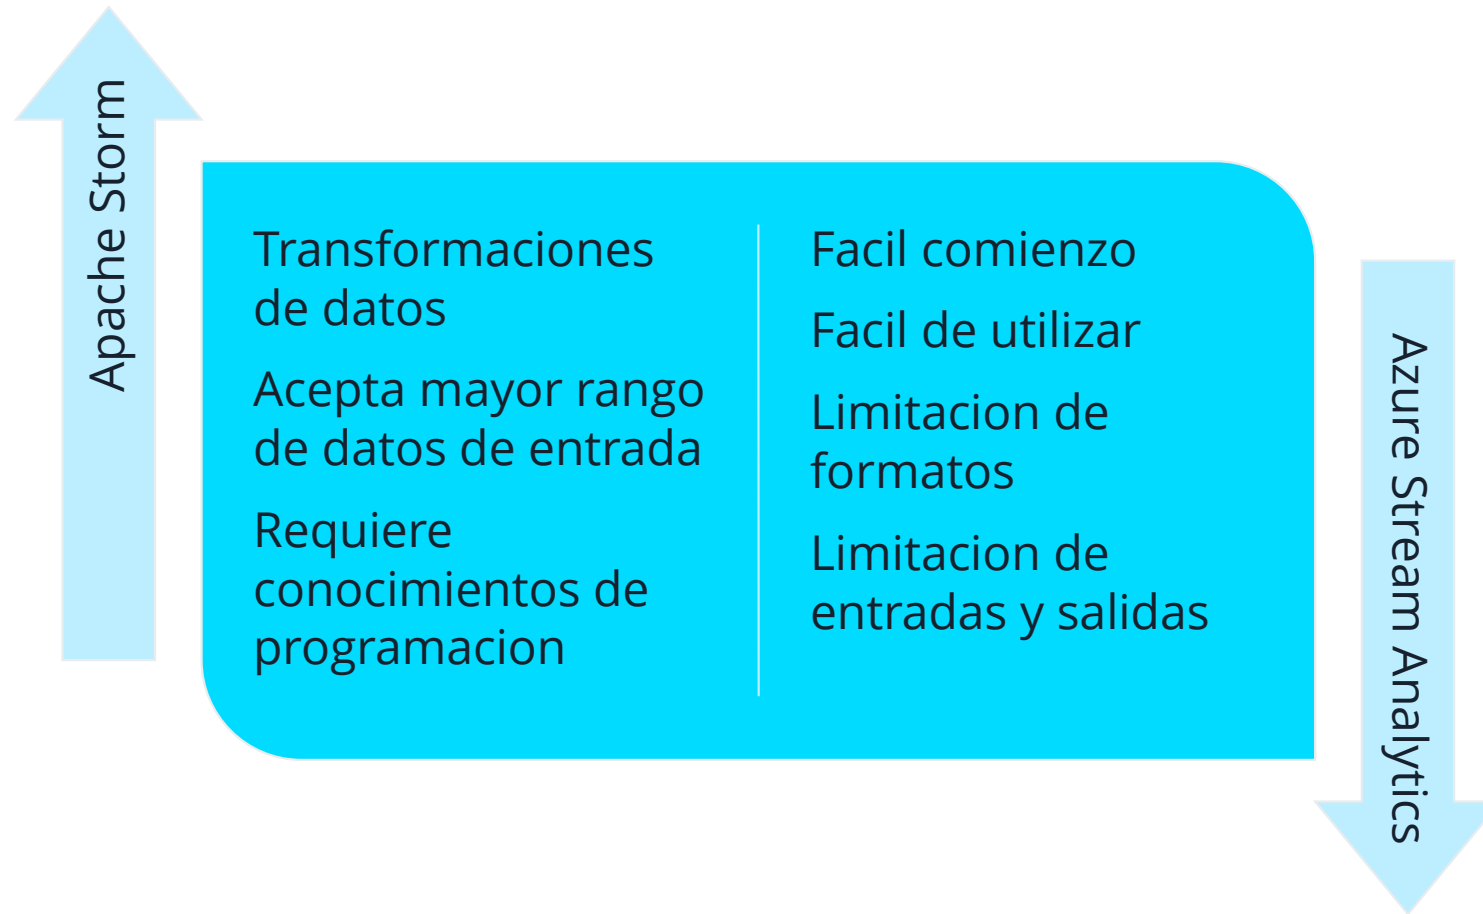 Apache Storm
Transformaciones
de datos
Acepta mayor rango
de datos de entrada
Requiere
conocimientos de
programacion
Facil comienzo
Facil de utilizar
Limitacion de
formatos
Limitacion de
entradas y salidas
Azure Stream Analytics